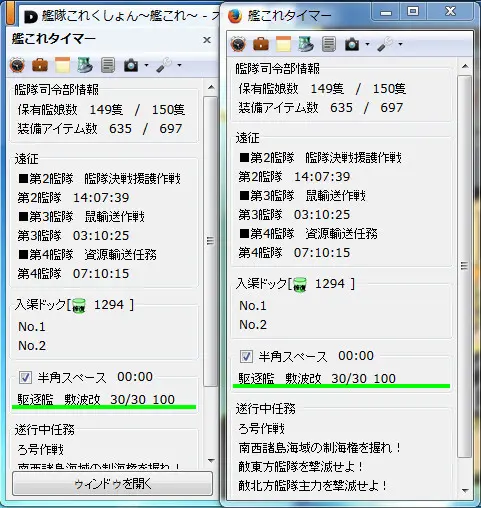 艦隊これくしょん～艦これ～ - ス
艦これタイマー
艦隊司令部情報
保有艦娘数 149隻 / 150隻
装備アイテム数 635 / 697
遠征
■第2艦隊 艦隊決戦援護作戦
第2艦隊 14:07:39
■第3艦隊 鼠輸送作戦
第3艦隊 03:10:25
■第4艦隊 資源輸送任務
第4艦隊 07:10:15
入渠ドック[修復 1294 ]
No.1
No.2
半角スペース 00:00
駆逐艦 敷波改 30/30 100
遂行中任務
ろ号作戦
南西諸島海域の制海権を握れ！
ウィンドウを開く
艦これタイマー
艦隊司令部情報
保有艦娘数 149隻 / 150隻
装備アイテム数 635 / 697
遠征
■第2艦隊 艦隊決戦援護作戦
第2艦隊 14:07:39
■第3艦隊 鼠輸送作戦
第3艦隊 03:10:25
■第4艦隊 資源輸送任務
第4艦隊 07:10:15
入渠ドック[修復 1294 ]
No.1
No.2
半角スペース 00:00
駆逐艦 敷波改 30/30 100
遂行中任務
ろ号作戦
南西諸島海域の制海権を握れ！
敵東方艦隊を撃滅せよ！
敵北方艦隊主力を撃滅せよ！